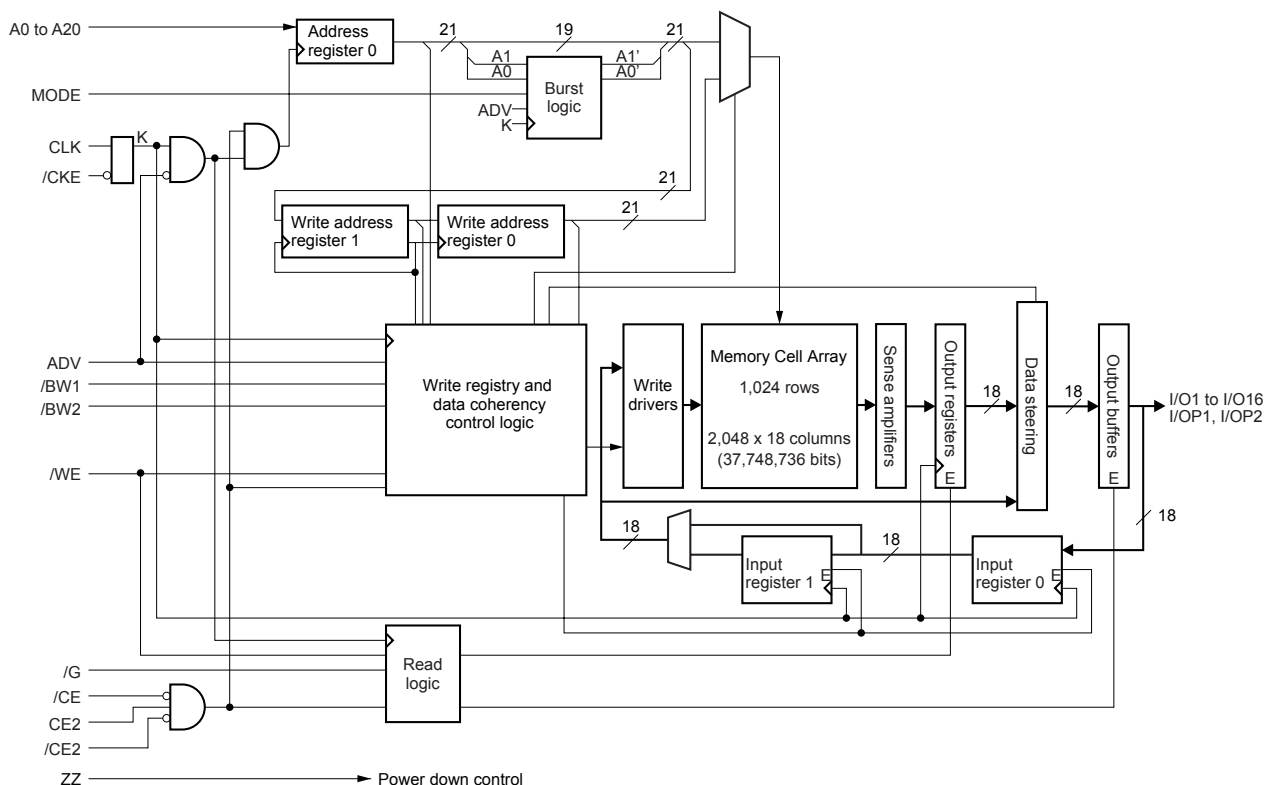 A0 to A20
Address
register 0
21
19
21
A1
A0
A1’
A0’
MODE
Burst
logic
ADV
K
K
CLK
/CKE
21
Write address
register 1
Write address
register 0
21
ADV
/BW1
/BW2
/WE
Write registry and
data coherency
control logic
Write
drivers
Memory Cell Array
1,024 rows
2,048 x 18 columns
(37,748,736 bits)
Sense amplifiers
Output registers
E
18
Data steering
18
Output buffers
E
I/O1 to I/O16
I/OP1, I/OP2
18
18
18
Input
register 1
E
Input
register 0
E
/G
/CE
CE2
/CE2
Read
logic
ZZ
Power down control